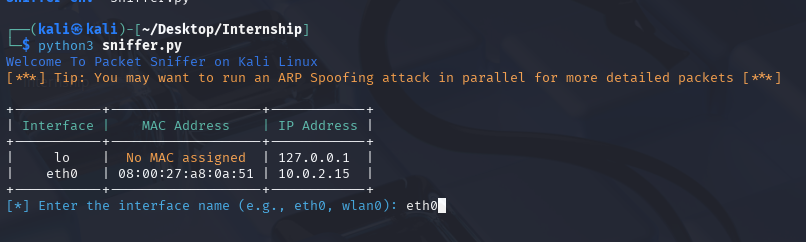 ┌──(kali㉿kali)-[~/Desktop/Internship]
└─$ python3 sniffer.py
Welcome To Packet Sniffer on Kali Linux
[***] Tip: You may want to run an ARP Spoofing attack in parallel for more detailed packets [***]
+-----------+-------------------+--------------+
| Interface | MAC Address | IP Address |
+-----------+-------------------+--------------+
| lo | No MAC assigned | 127.0.0.1 |
| eth0 | 08:00:27:a8:0a:51 | 10.0.2.15 |
+-----------+-------------------+--------------+
[*] Enter the interface name (e.g., eth0, wlan0): eth0